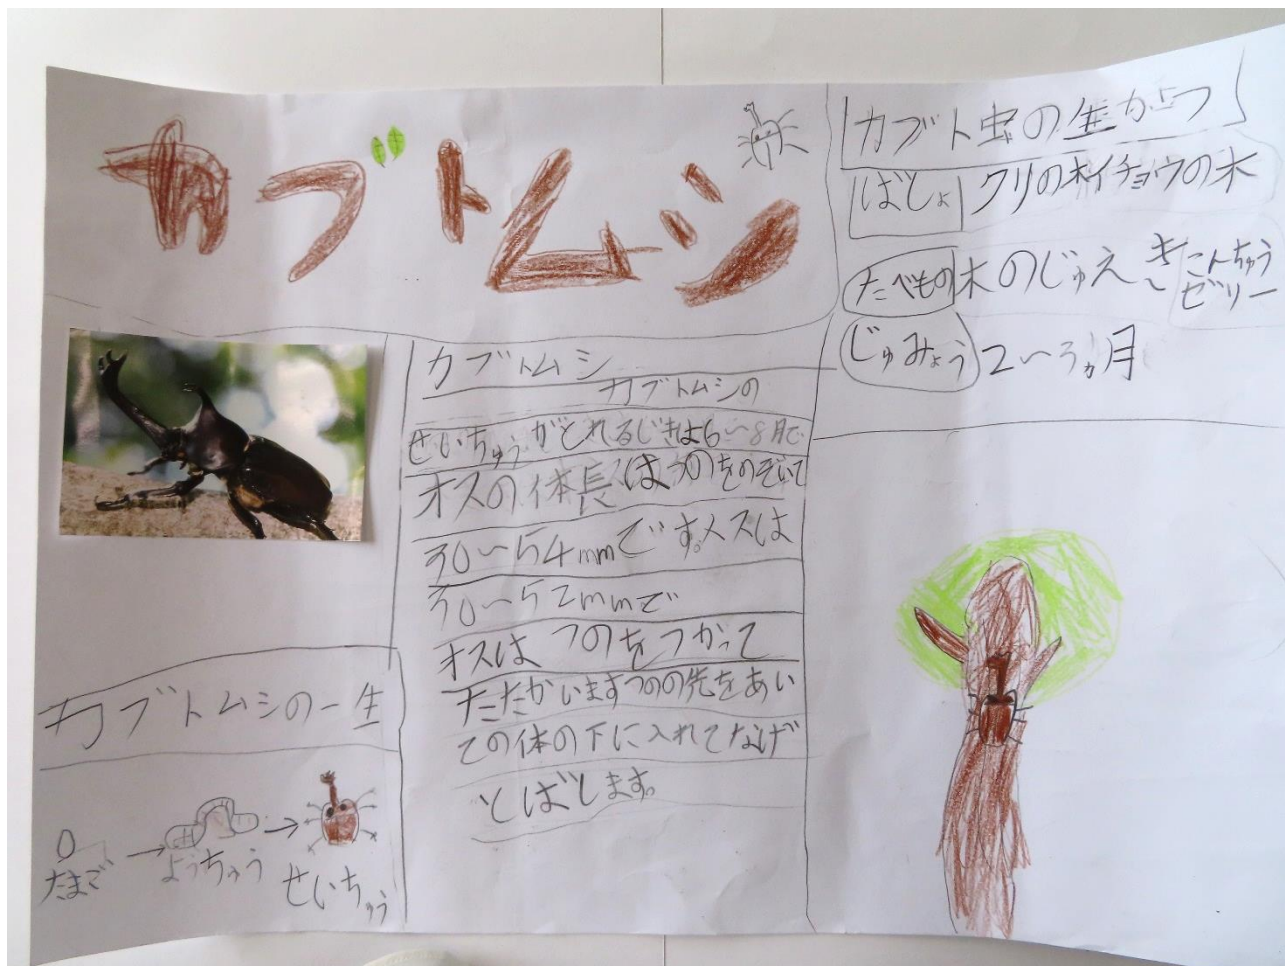 カブトムシ
カブトムシ
カブトムシの
せいちゅうがとれるじきは6〜8月で
オスの体長はつのをのぞいて
30〜54mmです。メスは
30〜52mmで
オスはつのをつかって
たたかいますつのの先をあい
ての体の下に入れてなげ
とばします。
カブトムシの一生
たまご→ようちゅう→せいちゅう
カブト虫の生かつ
ばしょ クリの木イチョウの木
たべもの 木のじゅえき こんちゅうゼリー
じゅみょう 2〜3ヵ月